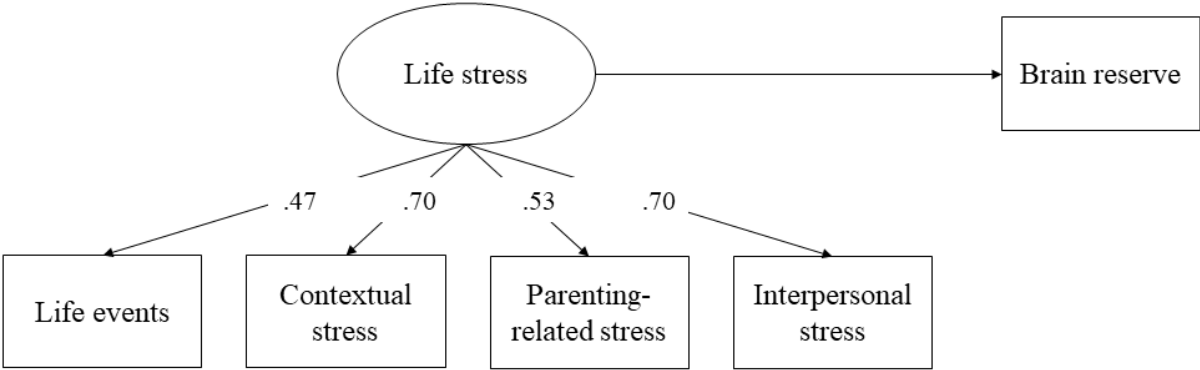 Life stress
Brain reserve
.47
.70
.53
.70
Life events
Contextual
stress
Parenting-
related stress
Interpersonal
stress